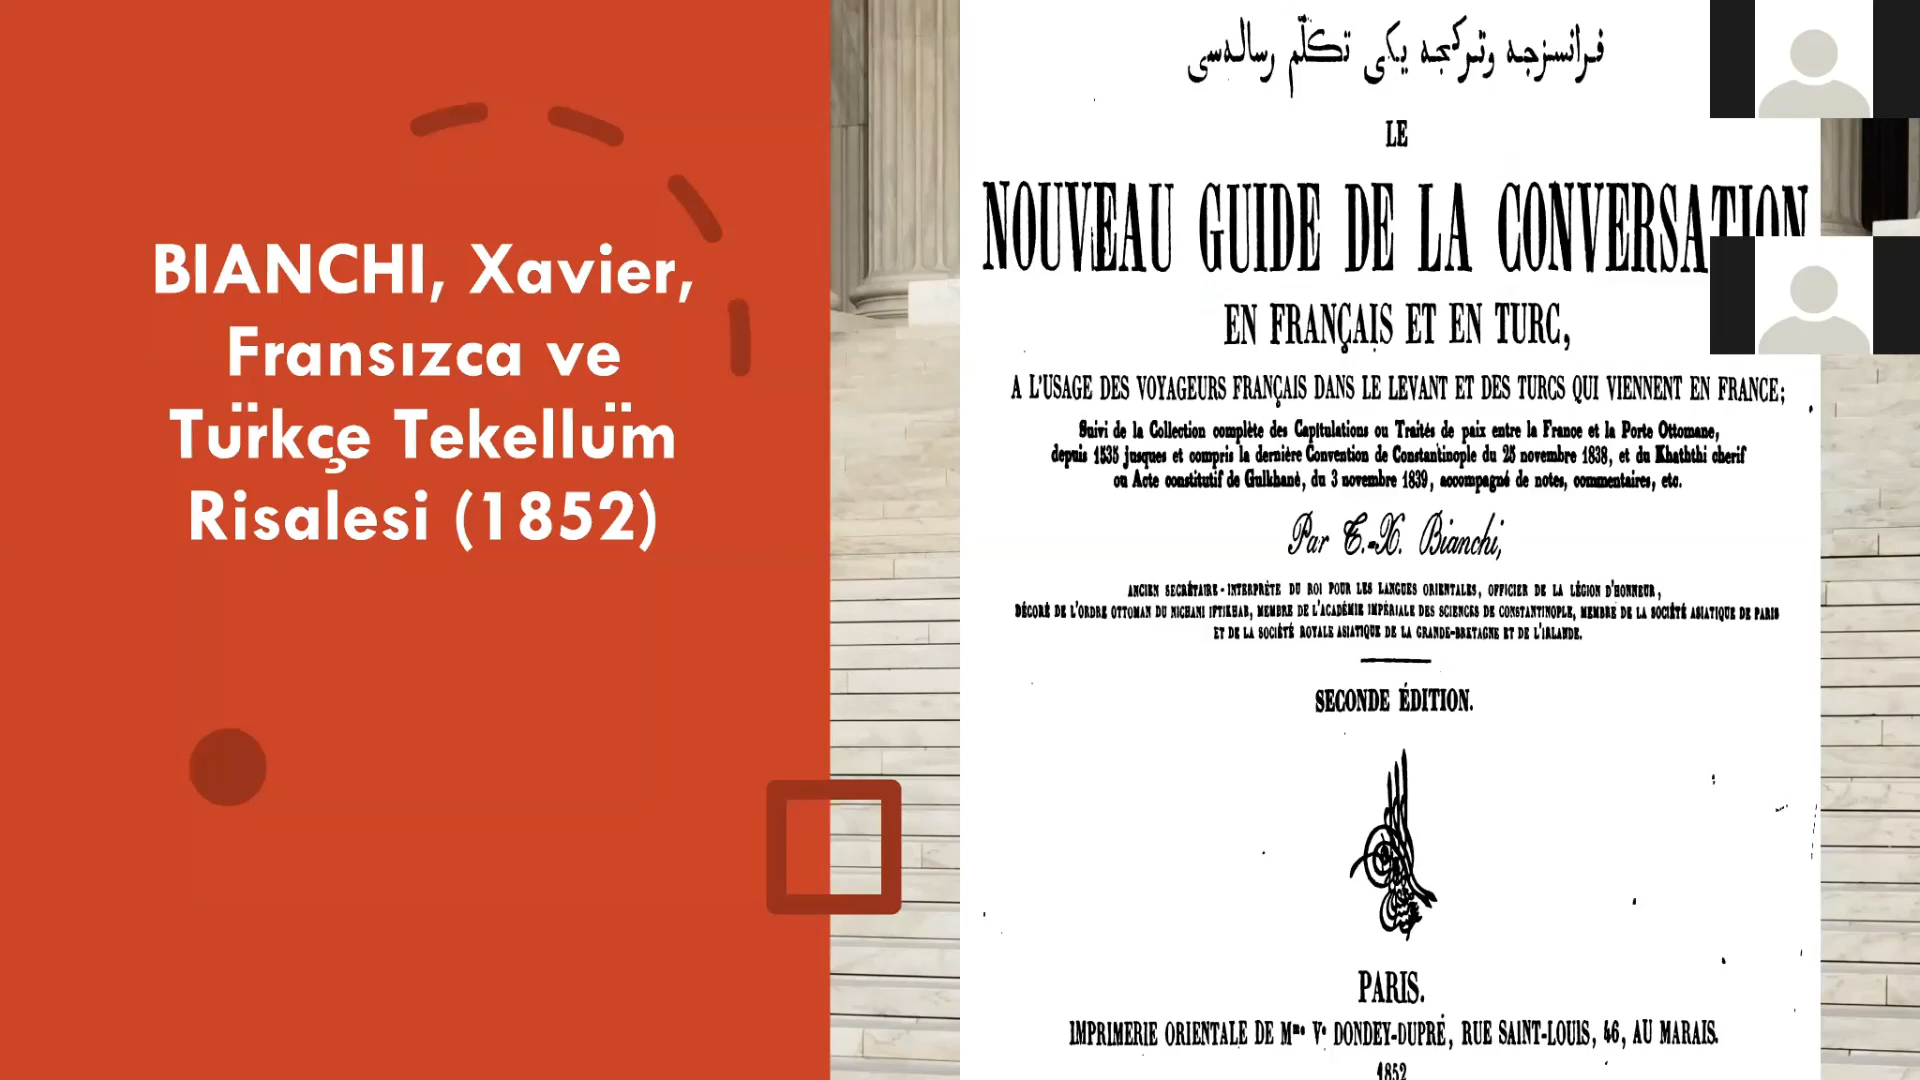 BIANCHI, Xavier,
Fransızca ve
Türkçe Tekellüm
Risalesi (1852)
فرانسزجه وتركجه يكى تكلّم رساله‌سى
LE
NOUVEAU GUIDE DE LA CONVERSATION
EN FRANÇAIS ET EN TURC,
A L'USAGE DES VOYAGEURS FRANÇAIS DANS LE LEVANT ET DES TURCS QUI VIENNENT EN FRANCE;
Suivi de la Collection complète des Capitulations ou Traités de paix entre la France et la Porte Ottomane,
depuis 1535 jusques et compris la dernière Convention de Constantinople du 25 novembre 1838, et du Khaththi cherif
ou Acte constitutif de Gulkhanè, du 3 novembre 1839, accompagné de notes, commentaires, etc.
Par T.-X. Bianchi,
ANCIEN SECRÉTAIRE-INTERPRÈTE DU ROI POUR LES LANGUES ORIENTALES, OFFICIER DE LA LÉGION D'HONNEUR,
DÉCORÉ DE L'ORDRE OTTOMAN DU NICHANI IFTIKHAR, MEMBRE DE L'ACADÉMIE IMPÉRIALE DES SCIENCES DE CONSTANTINOPLE, MEMBRE DE LA SOCIÉTÉ ASIATIQUE DE PARIS
ET DE LA SOCIÉTÉ ROYALE ASIATIQUE DE LA GRANDE-BRETAGNE ET DE L'IRLANDE.
SECONDE ÉDITION.
PARIS.
IMPRIMERIE ORIENTALE DE Mme Ve DONDEY-DUPRÉ, RUE SAINT-LOUIS, 46, AU MARAIS.
1852